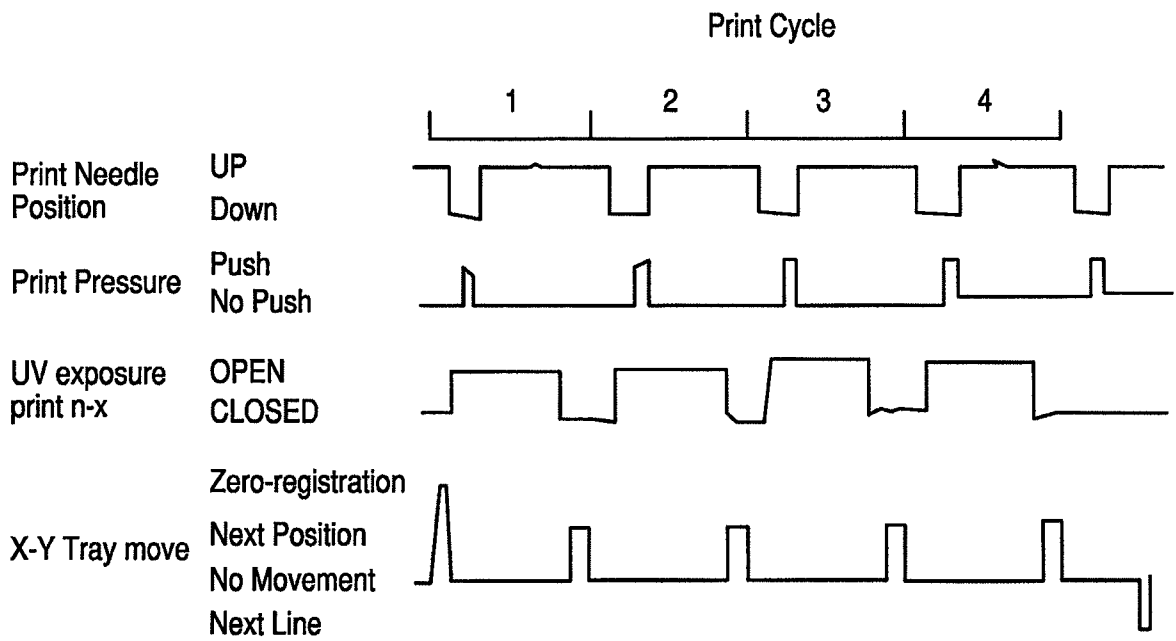 Print Cycle
1 2 3 4
Print Needle Position
UP
Down
Print Pressure
Push
No Push
UV exposure
print n-x
OPEN
CLOSED
Zero-registration
Next Position
X-Y Tray move
No Movement
Next Line